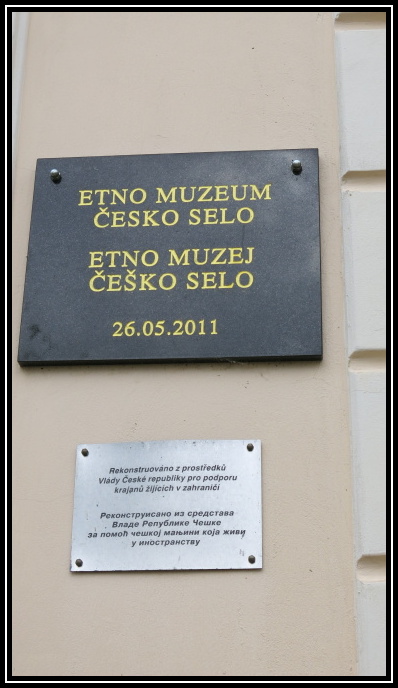 ETNO MUZEUM
ČESKO SELO
ETNO MUZEJ
ČEŠKO SELO
26.05.2011
Rekonstruováno z prostředků
Vlády České republiky pro podporu
krajanů žijících v zahraničí
Реконструисано из средстава
Владе Републике Чешке
за помоћ чешкој мањини која живи
у иностранству